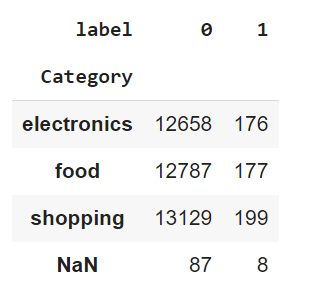 label 0 1
Category
electronics 12658 176
food 12787 177
shopping 13129 199
NaN 87 8